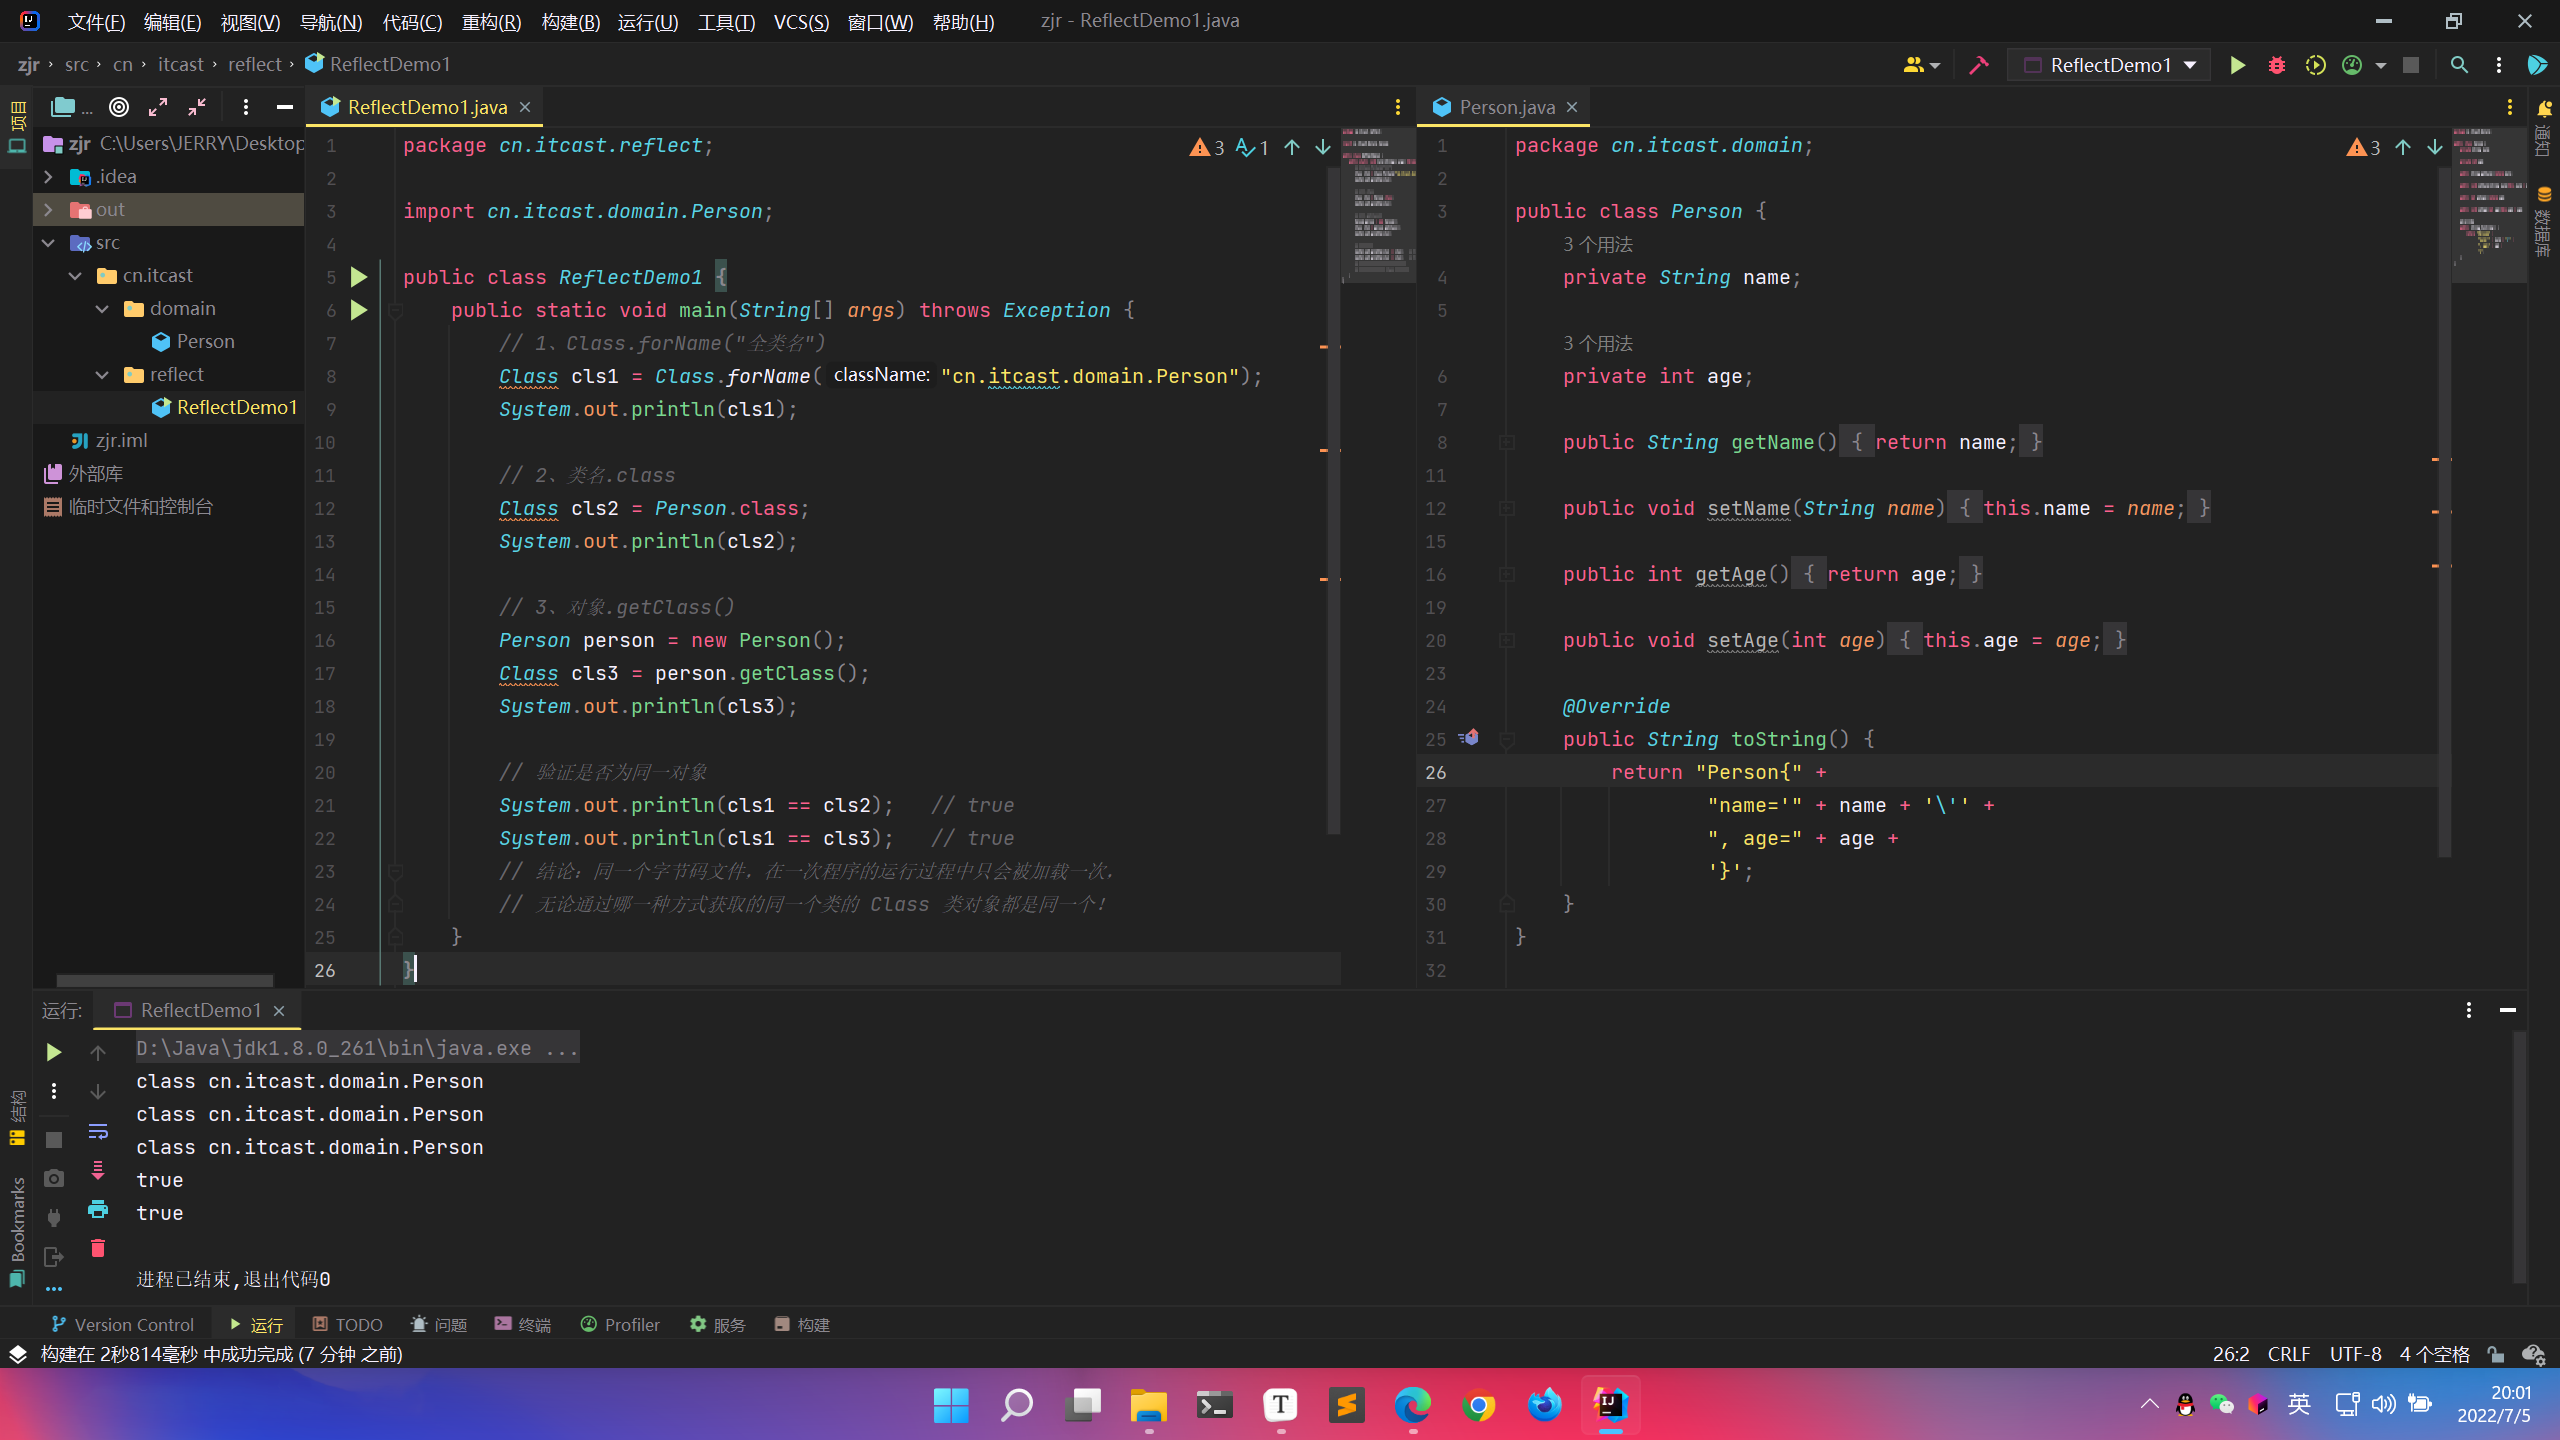 文件(F) 编辑(E) 视图(V) 导航(N) 代码(C) 重构(R) 构建(B) 运行(U) 工具(T) VCS(S) 窗口(W) 帮助(H) zjr - ReflectDemo1.java
zjr › src › cn › itcast › reflect › ReflectDemo1
ReflectDemo1
项目
...
zjr C:\Users\JERRY\Desktop
.idea
out
src
cn.itcast
domain
Person
reflect
ReflectDemo1
zjr.iml
外部库
临时文件和控制台
ReflectDemo1.java
3 1
1 package cn.itcast.reflect;
2
3 import cn.itcast.domain.Person;
4
5 public class ReflectDemo1 {
6 public static void main(String[] args) throws Exception {
7 // 1、Class.forName("全类名")
8 Class cls1 = Class.forName( className: "cn.itcast.domain.Person");
9 System.out.println(cls1);
10
11 // 2、类名.class
12 Class cls2 = Person.class;
13 System.out.println(cls2);
14
15 // 3、对象.getClass()
16 Person person = new Person();
17 Class cls3 = person.getClass();
18 System.out.println(cls3);
19
20 // 验证是否为同一对象
21 System.out.println(cls1 == cls2); // true
22 System.out.println(cls1 == cls3); // true
23 // 结论：同一个字节码文件，在一次程序的运行过程中只会被加载一次，
24 // 无论通过哪一种方式获取的同一个类的 Class 类对象都是同一个！
25 }
26 }
Person.java
3
1 package cn.itcast.domain;
2
3 public class Person {
3 个用法
4 private String name;
5
3 个用法
6 private int age;
7
8 public String getName() { return name; }
11
12 public void setName(String name) { this.name = name; }
15
16 public int getAge() { return age; }
19
20 public void setAge(int age) { this.age = age; }
23
24 @Override
25 public String toString() {
26 return "Person{" +
27 "name='" + name + '\'' +
28 ", age=" + age +
29 '}';
30 }
31 }
32
通知
数据库
结构
Bookmarks
运行: ReflectDemo1
D:\Java\jdk1.8.0_261\bin\java.exe ...
class cn.itcast.domain.Person
class cn.itcast.domain.Person
class cn.itcast.domain.Person
true
true
进程已结束,退出代码0
Version Control 运行 TODO 问题 终端 Profiler 服务 构建
构建在 2秒814毫秒 中成功完成 (7 分钟 之前)
26:2 CRLF UTF-8 4 个空格
T
IJ
英
20:01
2022/7/5